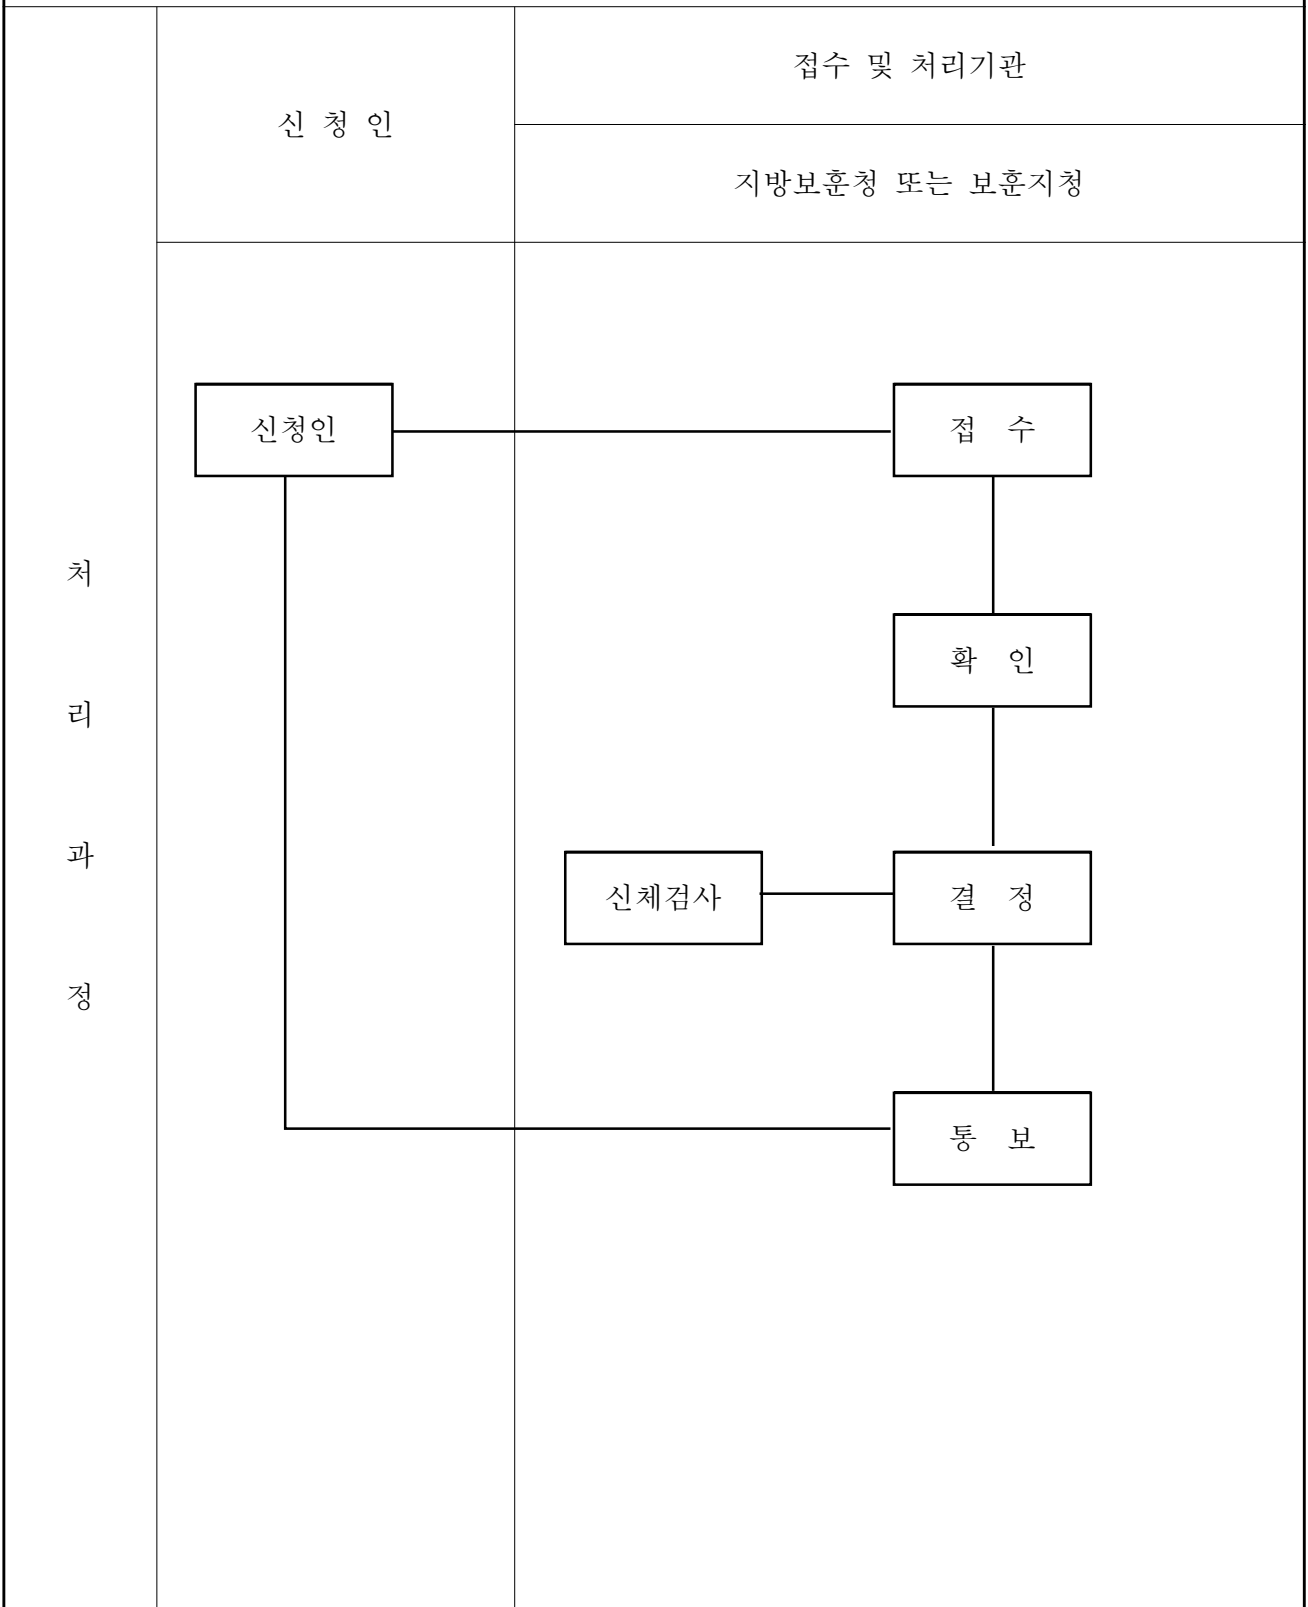 접수 및 처리기관
신 청 인
지방보훈청 또는 보훈지청
신청인
접 수
확 인
신체검사
결 정
통 보
처
리
과
정